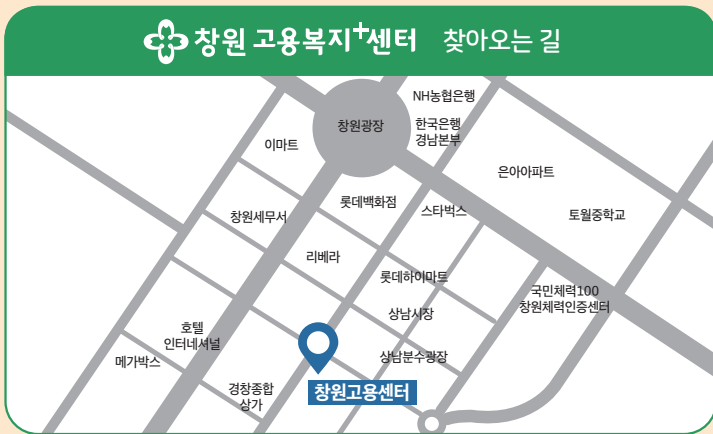 창원 고용복지+센터 찾아오는 길
NH농협은행
창원광장
한국은행
경남본부
이마트
은아아파트
롯데백화점
스타벅스
창원세무서
토월중학교
리베라
롯데하이마트
국민체력100
창원체력인증센터
상남시장
호텔
인터네셔널
메가박스
상남분수광장
창원고용센터
경창종합
상가